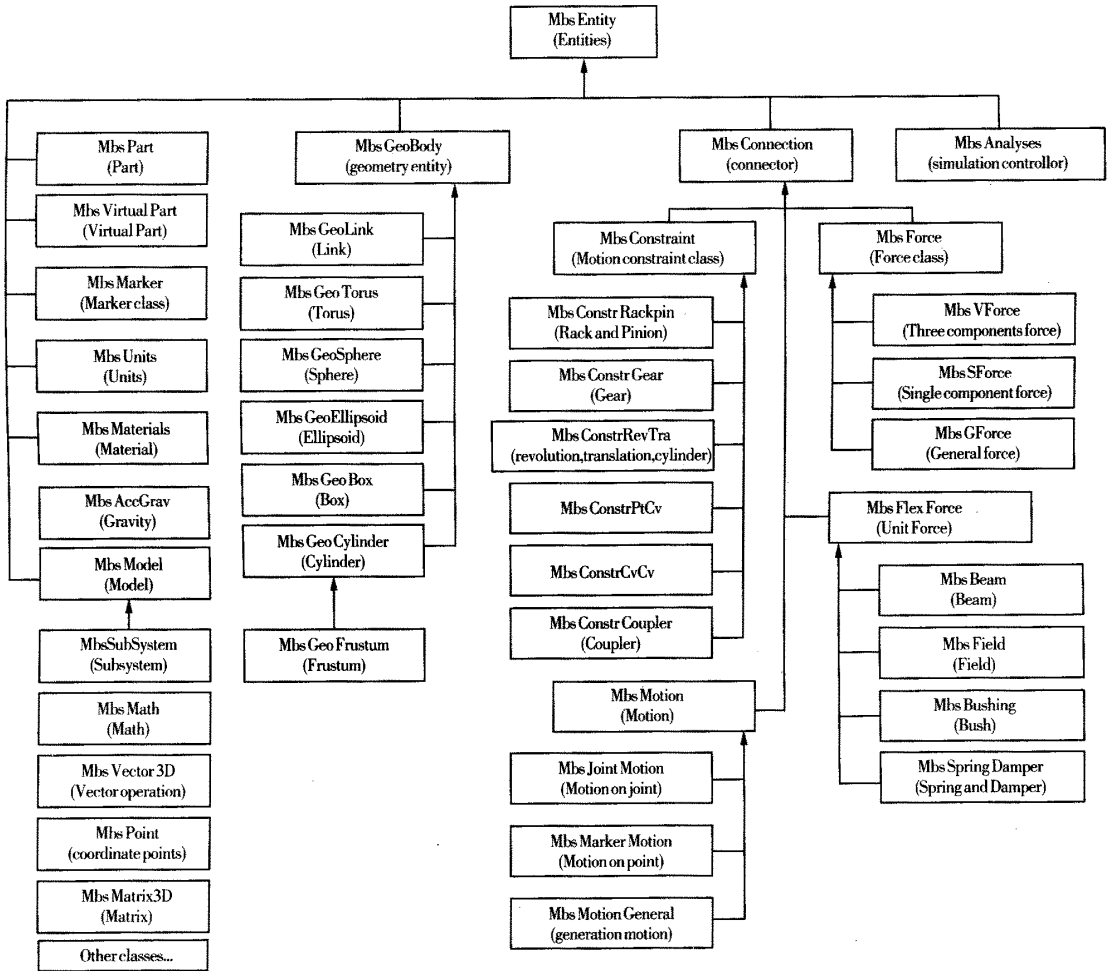 Mbs Entity
(Entities)
Mbs Part
(Part)
Mbs Virtual Part
(Virtual Part)
Mbs Marker
(Marker class)
Mbs Units
(Units)
Mbs Materials
(Material)
Mbs AccGrav
(Gravity)
Mbs Model
(Model)
MbsSubSystem
(Subsystem)
Mbs Math
(Math)
Mbs Vector 3D
(Vector operation)
Mbs Point
(coordinate points)
Mbs Matrix3D
(Matrix)
Other classes...
Mbs GeoBody
(geometry entity)
Mbs GeoLink
(Link)
Mbs Geo Torus
(Torus)
Mbs GeoSphere
(Sphere)
Mbs GeoEllipsoid
(Ellipsoid)
Mbs Geo Box
(Box)
Mbs Geo Cylinder
(Cylinder)
Mbs Geo Frustum
(Frustum)
Mbs Connection
(connector)
Mbs Constraint
(Motion constraint class)
Mbs Constr Rackpin
(Rack and Pinion)
Mbs Constr Gear
(Gear)
Mbs ConstrRevTra
(revolution,translation,cylinder)
Mbs ConstrPtCv
Mbs ConstrCvCv
Mbs Constr Coupler
(Coupler)
Mbs Motion
(Motion)
Mbs Joint Motion
(Motion on joint)
Mbs Marker Motion
(Motion on point)
Mbs Motion General
(generation motion)
Mbs Force
(Force class)
Mbs VForce
(Three components force)
Mbs SForce
(Single component force)
Mbs GForce
(General force)
Mbs Flex Force
(Unit Force)
Mbs Beam
(Beam)
Mbs Field
(Field)
Mbs Bushing
(Bush)
Mbs Spring Damper
(Spring and Damper)
Mbs Analyses
(simulation controllor)